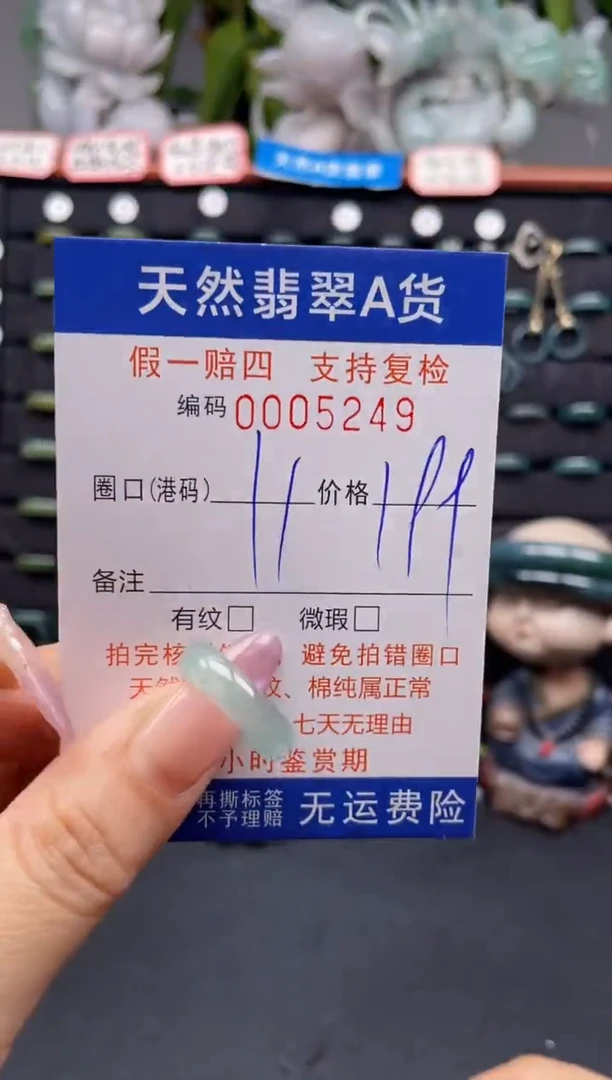 天然翡翠A货
假一赔四 支持复检
编码 0005249
圈口(港码) 11 价格 199
备注
有纹□ 微瑕□
拍完核 避免拍错圈口
天然 纹、棉纯属正常
七天无理由
小时鉴赏期
再撕标签
不予理赔
无运费险